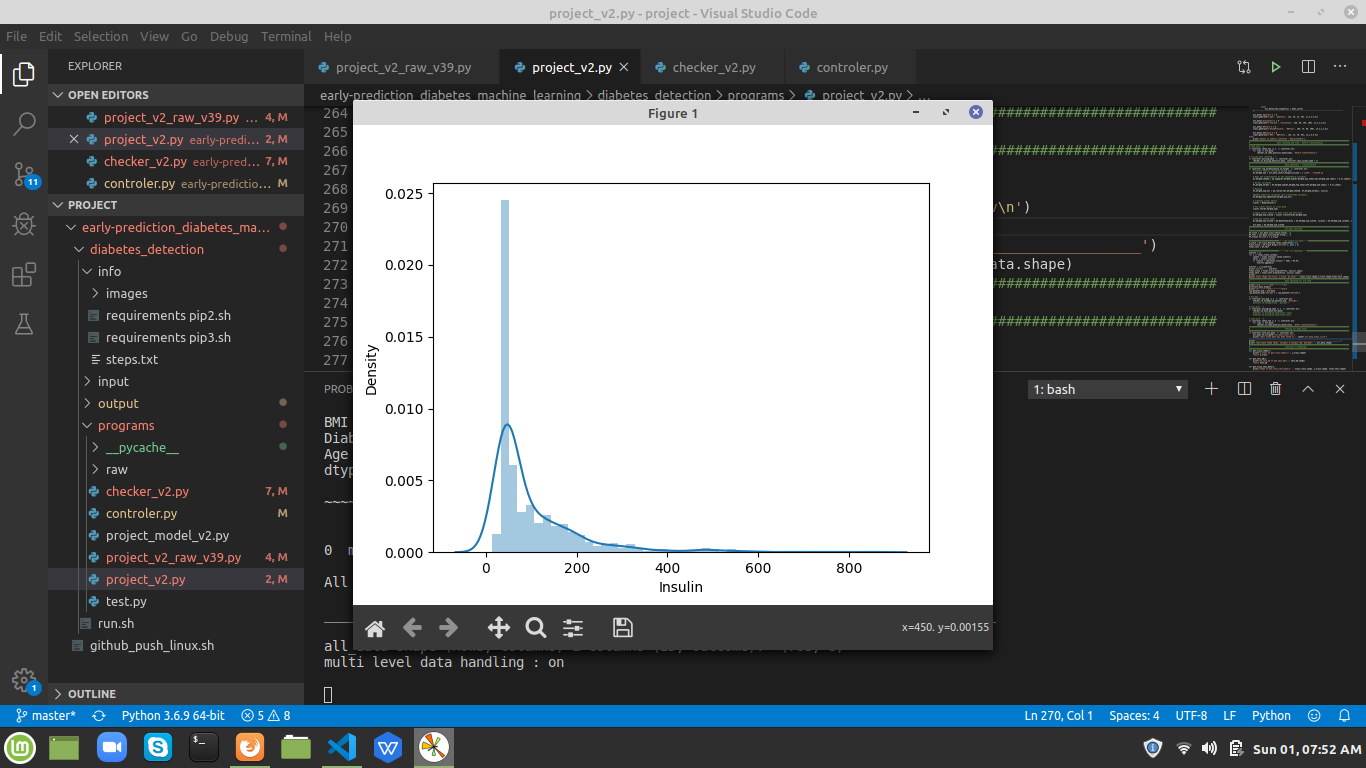 project_v2.py - project - Visual Studio Code
File Edit Selection View Go Debug Terminal Help
EXPLORER
OPEN EDITORS
project_v2_raw_v39.py ... 4, M
project_v2.py early-predi... 2, M
checker_v2.py early-pred... 7, M
controler.py early-predictio... M
PROJECT
early-prediction_diabetes_ma...
diabetes_detection
info
images
requirements pip2.sh
requirements pip3.sh
steps.txt
input
output
programs
__pycache__
raw
checker_v2.py 7, M
controler.py M
project_model_v2.py
project_v2_raw_v39.py 4, M
project_v2.py 2, M
test.py
run.sh
github_push_linux.sh
OUTLINE
11
1
project_v2_raw_v39.py project_v2.py checker_v2.py controler.py
early-prediction_diabetes_machine_learning > diabetes_detection > programs > project_v2.py > ...
264 ############################
265
266 ############################
267
268
269 y\n')
270
271 ___________________')
272 ata.shape)
273 ############################
274
275 ############################
276
277
Figure 1
0.025
0.020
0.015
0.010
0.005
0.000
Density
0 200 400 600 800
Insulin
x=450. y=0.00155
PROB
1: bash
BMI
Diab
Age
dtyp
~~~~
0 m
All
multi level data handling : on
master* Python 3.6.9 64-bit 5 8 Ln 270, Col 1 Spaces: 4 UTF-8 LF Python
Sun 01, 07:52 AM